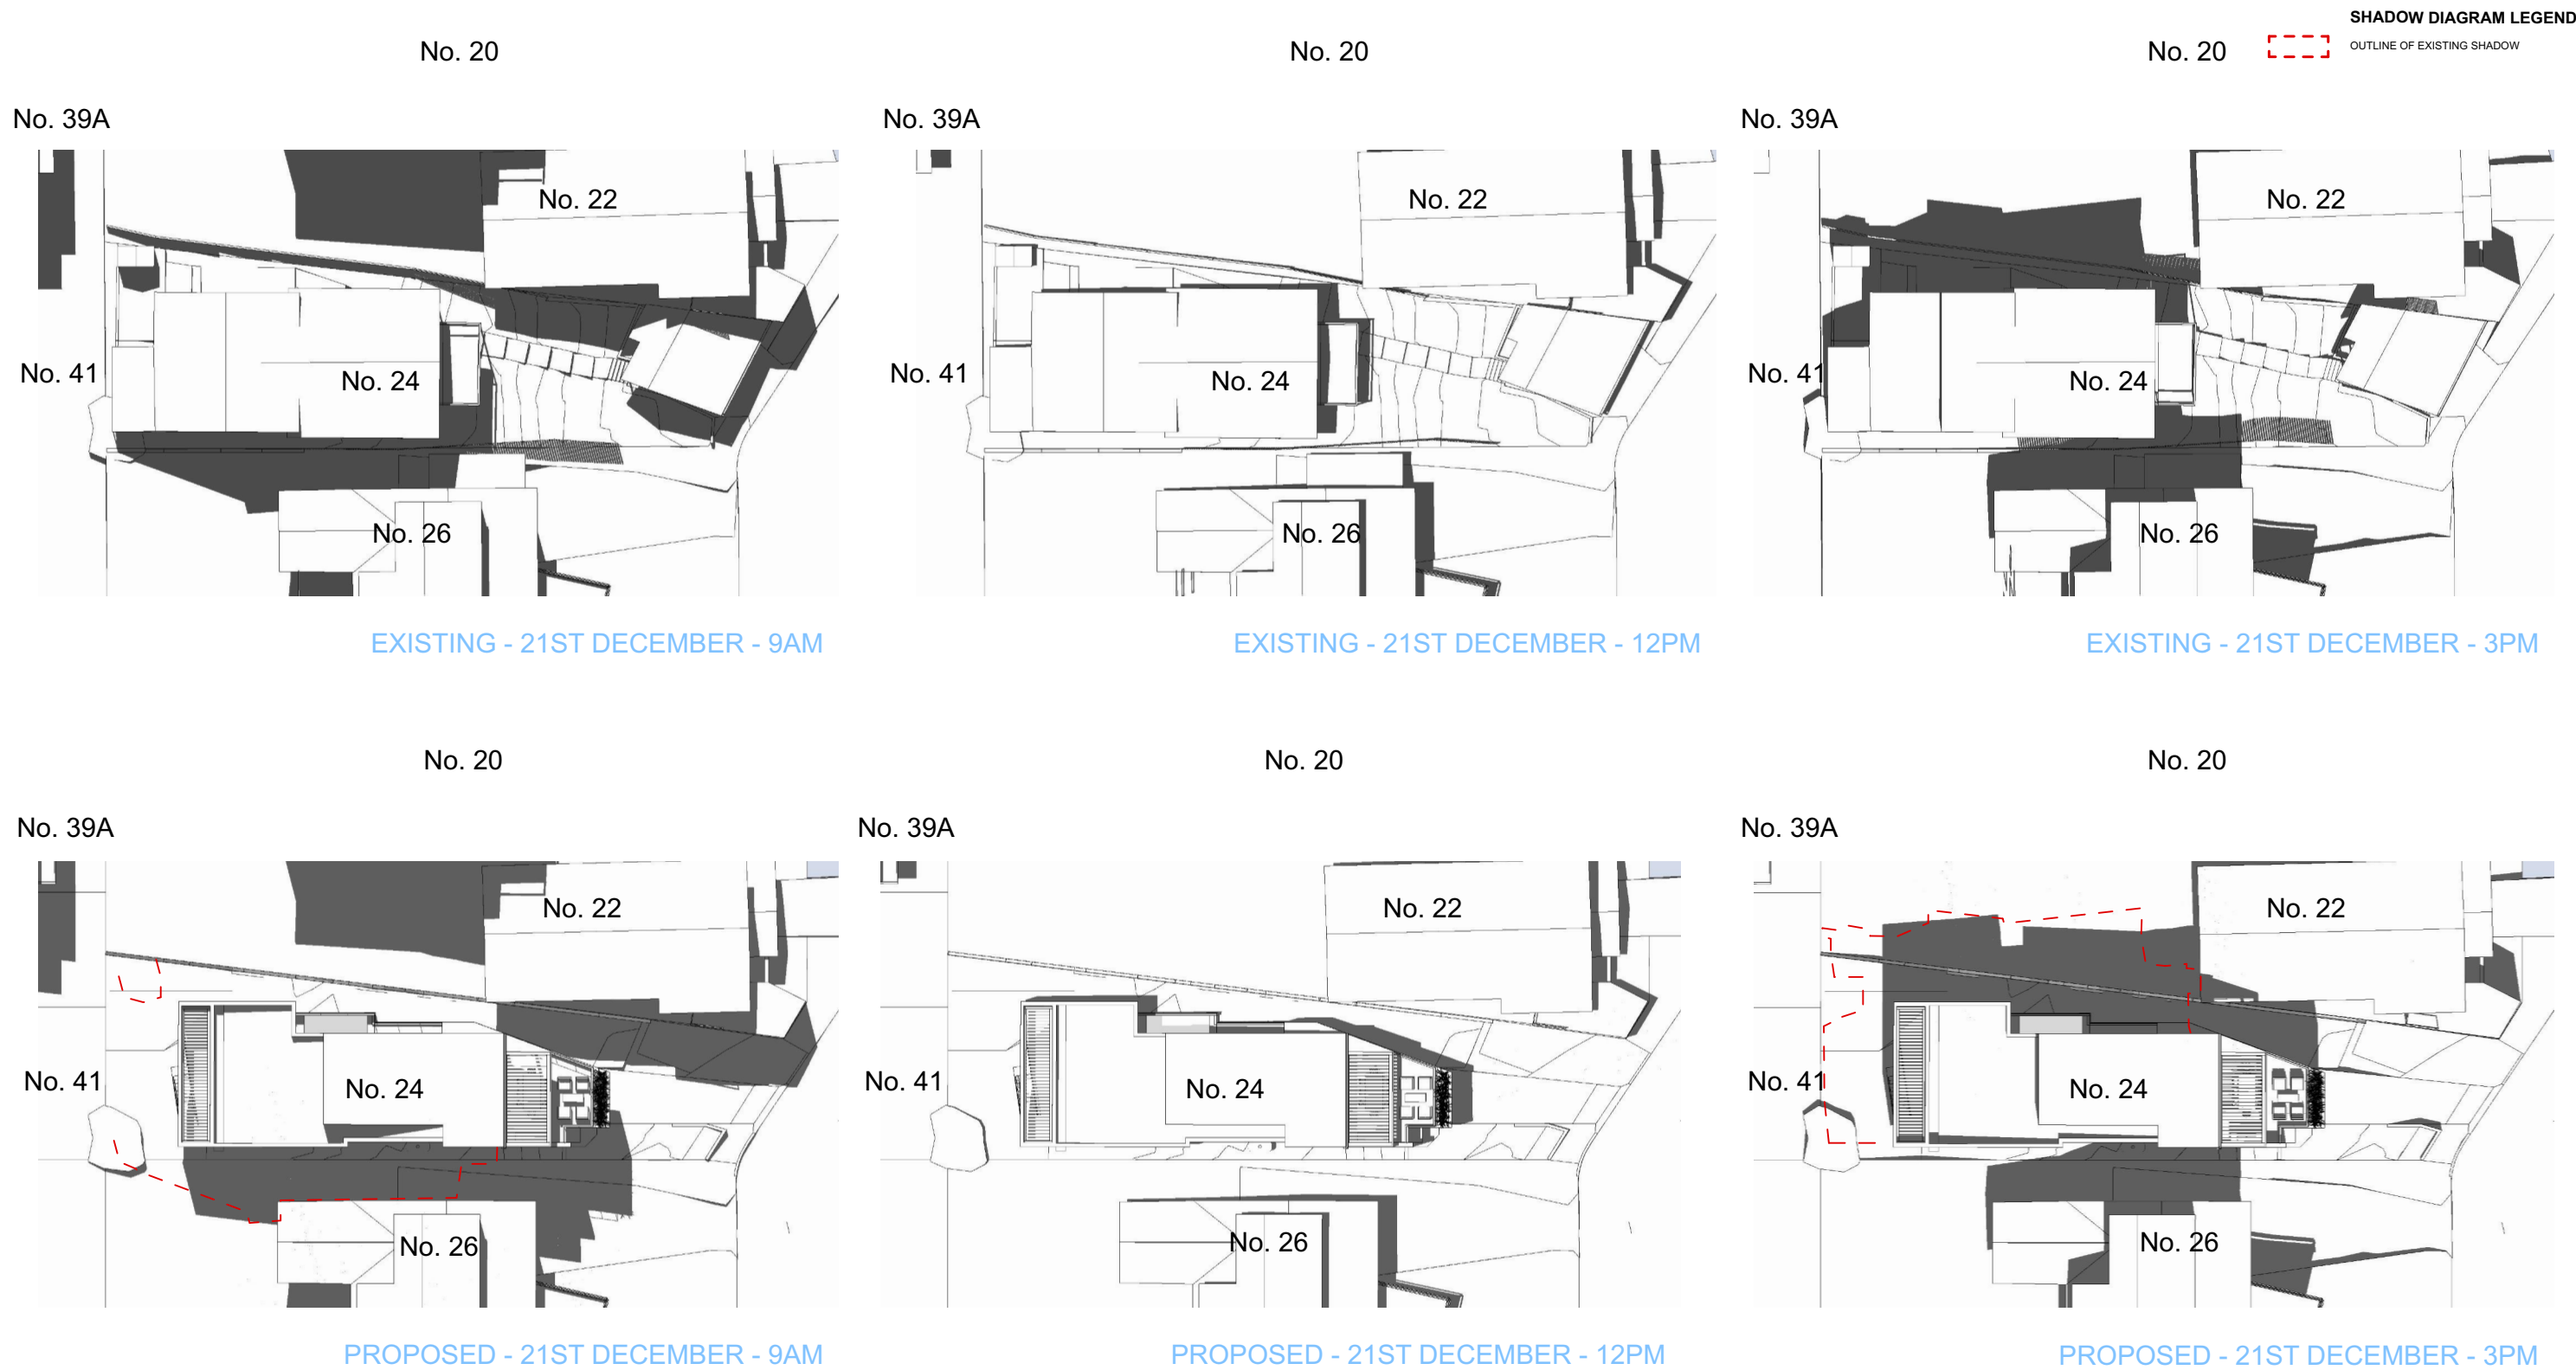 SHADOW DIAGRAM LEGEND
OUTLINE OF EXISTING SHADOW
No. 20
No. 39A
No. 22
No. 41
No. 24
No. 26
EXISTING - 21ST DECEMBER - 9AM
No. 20
No. 39A
No. 22
No. 41
No. 24
No. 26
EXISTING - 21ST DECEMBER - 12PM
No. 20
No. 39A
No. 22
No. 41
No. 24
No. 26
EXISTING - 21ST DECEMBER - 3PM
No. 20
No. 39A
No. 22
No. 41
No. 24
No. 26
PROPOSED - 21ST DECEMBER - 9AM
No. 20
No. 39A
No. 22
No. 41
No. 24
No. 26
PROPOSED - 21ST DECEMBER - 12PM
No. 20
No. 39A
No. 22
No. 41
No. 24
No. 26
PROPOSED - 21ST DECEMBER - 3PM